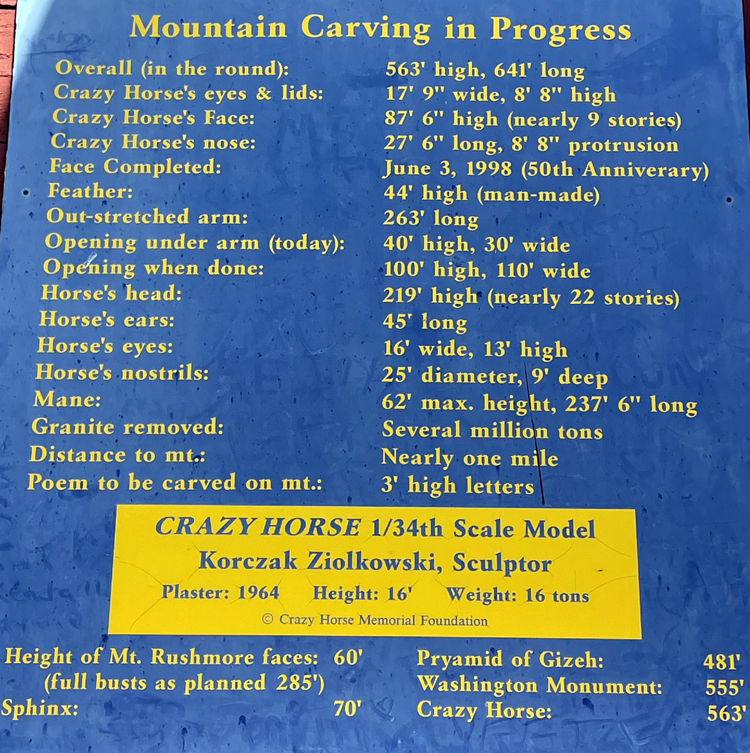 Mountain Carving in Progress
Overall (in the round): 563' high, 641' long
Crazy Horse's eyes & lids: 17' 9" wide, 8' 8" high
Crazy Horse's Face: 87' 6" high (nearly 9 stories)
Crazy Horse's nose: 27' 6" long, 8' 8" protrusion
Face Completed: June 3, 1998 (50th Anniverary)
Feather: 44' high (man-made)
Out-stretched arm: 263' long
Opening under arm (today): 40' high, 30' wide
Opening when done: 100' high, 110' wide
Horse's head: 219' high (nearly 22 stories)
Horse's ears: 45' long
Horse's eyes: 16' wide, 13' high
Horse's nostrils: 25' diameter, 9' deep
Mane: 62' max. height, 237' 6" long
Granite removed: Several million tons
Distance to mt.: Nearly one mile
Poem to be carved on mt.: 3' high letters
CRAZY HORSE 1/34th Scale Model
Korczak Ziolkowski, Sculptor
Plaster: 1964 Height: 16' Weight: 16 tons
© Crazy Horse Memorial Foundation
Height of Mt. Rushmore faces: 60' Pryamid of Gizeh: 481'
(full busts as planned 285') Washington Monument: 555'
Sphinx: 70' Crazy Horse: 563'